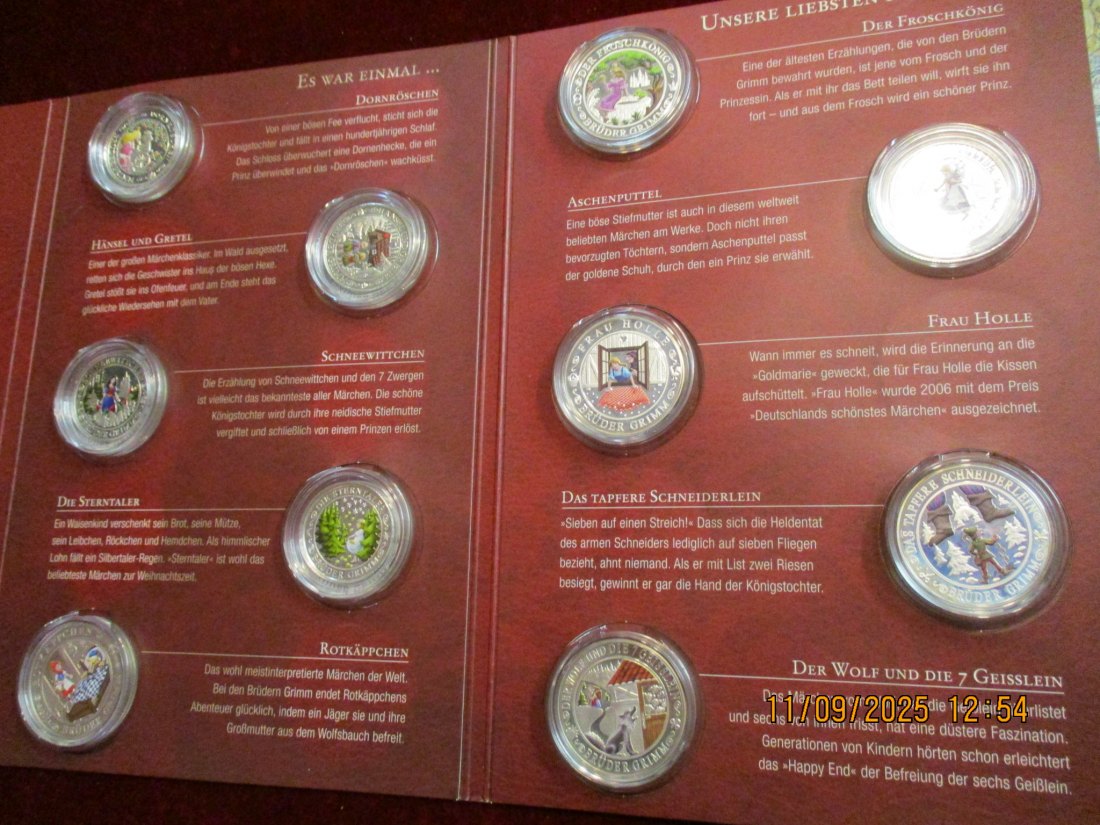 ES WAR EINMAL ...
DORNRÖSCHEN
Von einer bösen Fee verflucht, sticht sich die
Königstochter und fällt in einen hundertjährigen Schlaf.
Das Schloss überwuchert eine Dornenhecke, die ein
Prinz überwindet und das »Dornröschen« wachküsst.
HÄNSEL UND GRETEL
Einer der großen Märchenklassiker. Im Wald ausgesetzt,
retten sich die Geschwister ins Haus der bösen Hexe.
Gretel stößt sie ins Ofenfeuer, und am Ende steht das
glückliche Wiedersehen mit dem Vater.
SCHNEEWITTCHEN
Die Erzählung von Schneewittchen und den 7 Zwergen
ist vielleicht das bekannteste aller Märchen. Die schöne
Königstochter wird durch ihre neidische Stiefmutter
vergiftet und schließlich von einem Prinzen erlöst.
DIE STERNTALER
Ein Waisenkind verschenkt sein Brot, seine Mütze,
sein Leibchen, Röckchen und Hemdchen. Als himmlischer
Lohn fällt ein Silbertaler-Regen. »Sterntaler« ist wohl das
beliebteste Märchen zur Weihnachtszeit.
DIE STERNTALER
BRÜDER GRIMM
ROTKÄPPCHEN
Das wohl meistinterpretierte Märchen der Welt.
Bei den Brüdern Grimm endet Rotkäppchens
Abenteuer glücklich, indem ein Jäger sie und ihre
Großmutter aus dem Wolfsbauch befreit.
UNSERE LIEBSTEN
DER FROSCHKÖNIG
Eine der ältesten Erzählungen, die von den Brüdern
Grimm bewahrt wurden, ist jene vom Frosch und der
Prinzessin. Als er mit ihr das Bett teilen will, wirft sie ihn
fort – und aus dem Frosch wird ein schöner Prinz.
DER FROSCHKÖNIG
BRÜDER GRIMM
ASCHENPUTTEL
Eine böse Stiefmutter ist auch in diesem weltweit
beliebten Märchen am Werke. Doch nicht ihren
bevorzugten Töchtern, sondern Aschenputtel passt
der goldene Schuh, durch den ein Prinz sie erwählt.
FRAU HOLLE
BRÜDER GRIMM
FRAU HOLLE
Wann immer es schneit, wird die Erinnerung an die
»Goldmarie« geweckt, die für Frau Holle die Kissen
aufschüttelt. »Frau Holle« wurde 2006 mit dem Preis
»Deutschlands schönstes Märchen« ausgezeichnet.
DAS TAPFERE SCHNEIDERLEIN
»Sieben auf einen Streich!« Dass sich die Heldentat
des armen Schneiders lediglich auf sieben Fliegen
bezieht, ahnt niemand. Als er mit List zwei Riesen
besiegt, gewinnt er gar die Hand der Königstochter.
DAS TAPFERE SCHNEIDERLEIN
BRÜDER GRIMM
DER WOLF UND DIE 7 GEISSLEIN
BRÜDER GRIMM
DER WOLF UND DIE 7 GEISSLEIN
Das die
und sechs von ihnen frisst, hat eine düstere Faszination.
Generationen von Kindern hörten schon erleichtert
das »Happy End« der Befreiung der sechs Geißlein.
11/09/2025 12:54